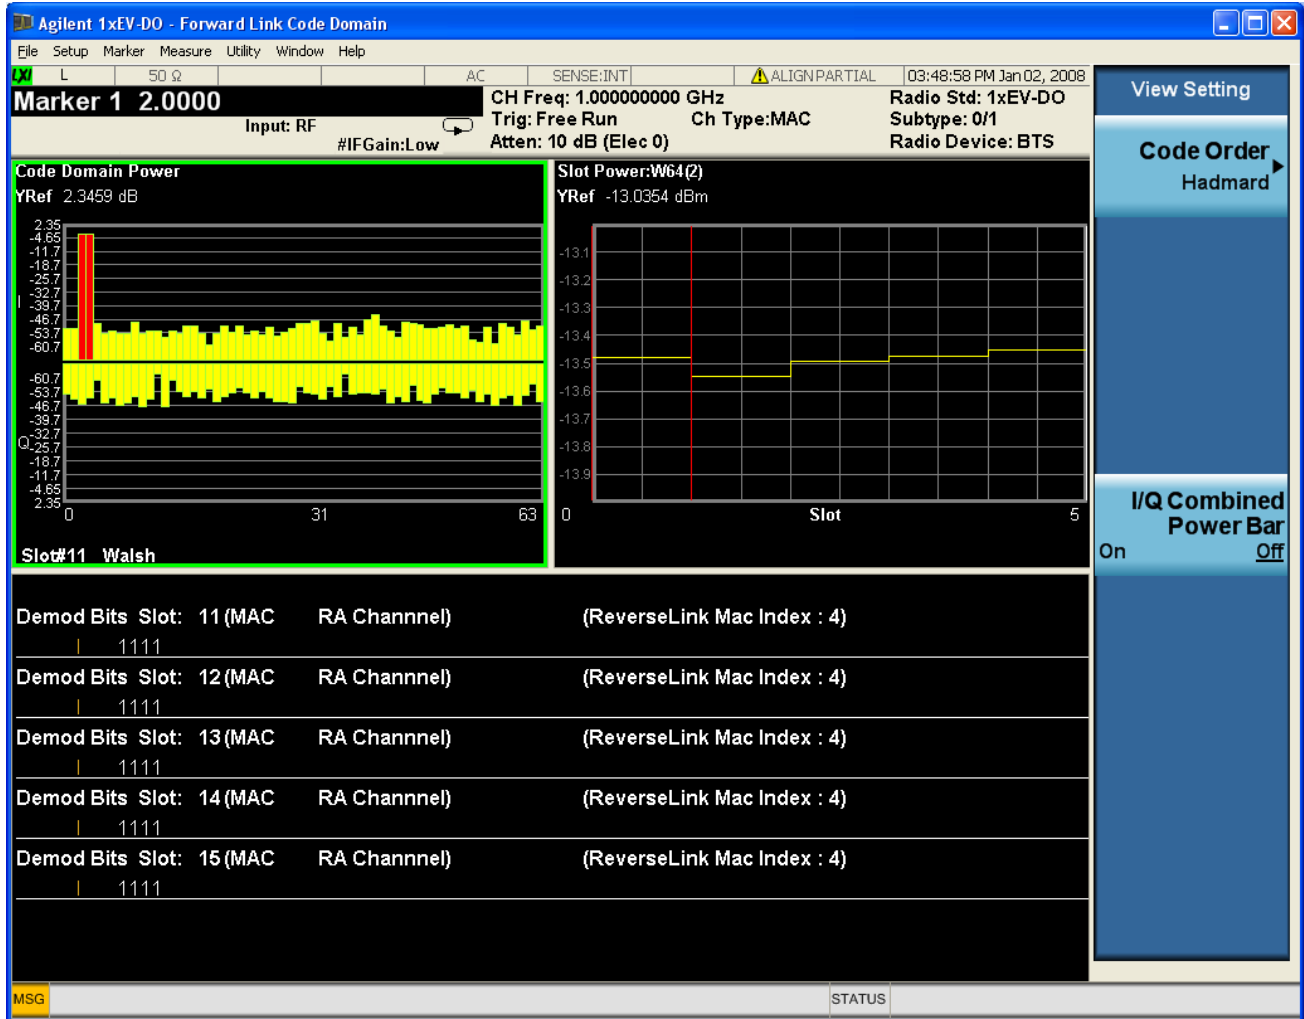 Agilent 1xEV-DO - Forward Link Code Domain
File Setup Marker Measure Utility Window Help
LXI L 50 Ω AC SENSE:INT ALIGN PARTIAL 03:48:58 PM Jan 02, 2008
Marker 1 2.0000
Input: RF
#IFGain:Low
CH Freq: 1.000000000 GHz
Trig: Free Run Ch Type:MAC
Atten: 10 dB (Elec 0)
Radio Std: 1xEV-DO
Subtype: 0/1
Radio Device: BTS
Code Domain Power
YRef 2.3459 dB
2.35
-4.65
-11.7
-18.7
-25.7
-32.7
I
-39.7
-46.7
-53.7
-60.7
-60.7
-53.7
-46.7
-39.7
-32.7
Q
-25.7
-18.7
-11.7
-4.65
2.35
0 31 63
Slot#11 Walsh
Slot Power:W64(2)
YRef -13.0354 dBm
-13.1
-13.2
-13.3
-13.4
-13.5
-13.6
-13.7
-13.8
-13.9
0 Slot 5
Demod Bits Slot: 11(MAC RA Channnel) (ReverseLink Mac Index : 4)
1111
Demod Bits Slot: 12(MAC RA Channnel) (ReverseLink Mac Index : 4)
1111
Demod Bits Slot: 13(MAC RA Channnel) (ReverseLink Mac Index : 4)
1111
Demod Bits Slot: 14(MAC RA Channnel) (ReverseLink Mac Index : 4)
1111
Demod Bits Slot: 15(MAC RA Channnel) (ReverseLink Mac Index : 4)
1111
View Setting
Code Order
Hadmard
I/Q Combined
Power Bar
On Off
MSG STATUS